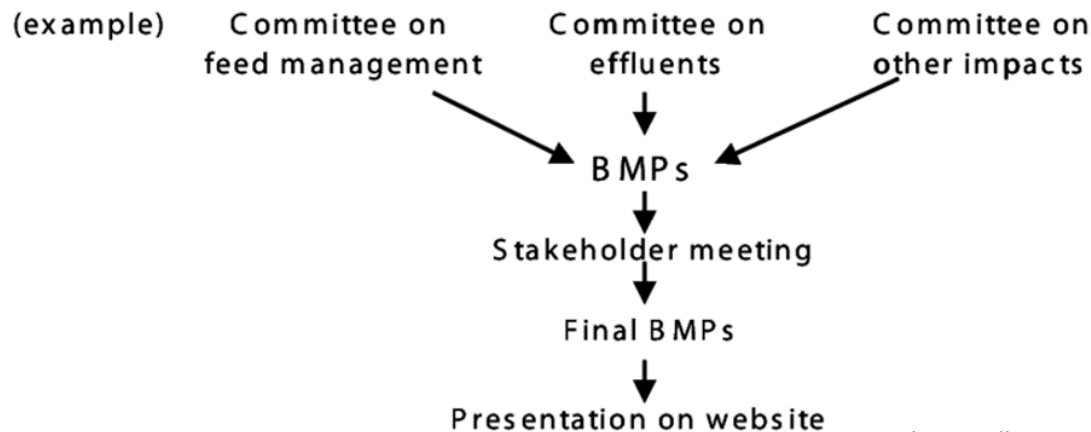 (example) Committee on Committee on Committee on
feed management effluents other impacts
BMPs
Stakeholder meeting
Final BMPs
Presentation on website